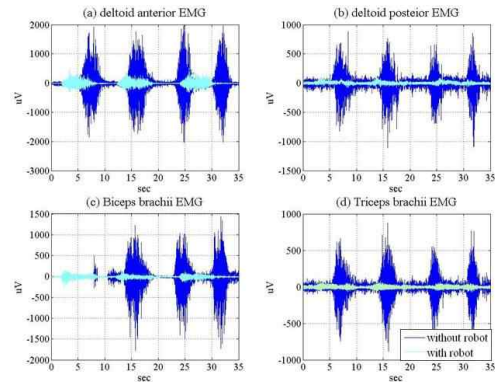 (a) deltoid anterior EMG
(b) deltoid posteior EMG
2000
1000
0
-1000
-2000
-3000
uV
0 5 10 15 20 25 30 35
sec
1000
500
0
-500
-1000
-1500
uV
0 5 10 15 20 25 30 35
sec
(c) Biceps brachii EMG
(d) Triceps brachii EMG
1500
1000
500
0
-500
-1000
-1500
-2000
uV
0 5 10 15 20 25 30 35
sec
1000
500
0
-500
-1000
uV
0 5 10 15 20 25 30 35
sec
without robot
with robot